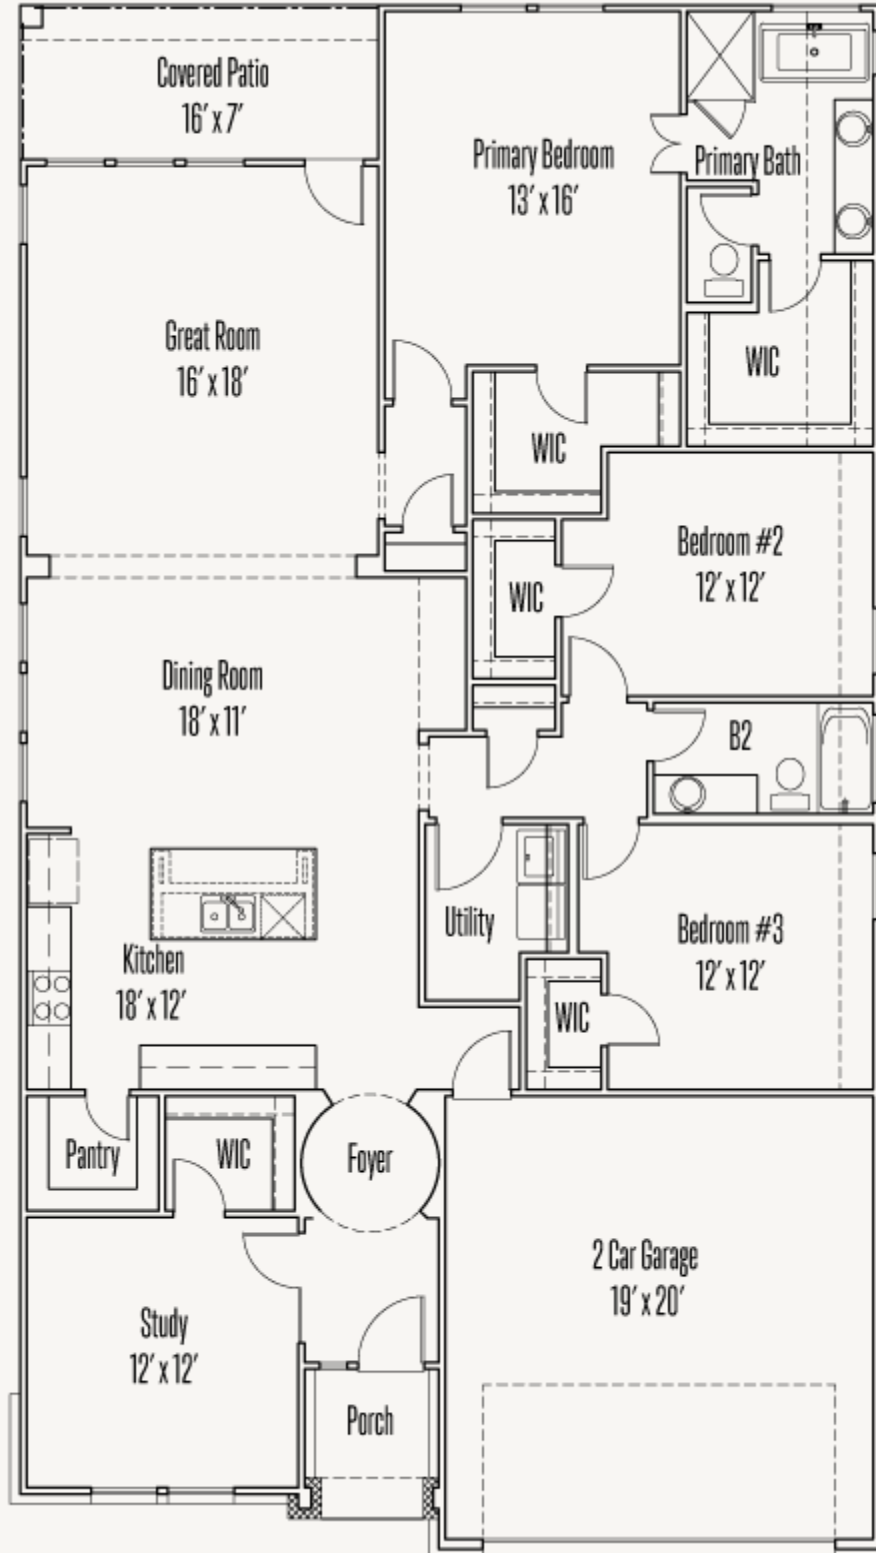 Covered Patio
16' x 7'
Primary Bedroom
13' x 16'
Primary Bath
Great Room
16' x 18'
WIC
WIC
Bedroom #2
12' x 12'
WIC
Dining Room
18' x 11'
B2
Utility
Bedroom #3
12' x 12'
Kitchen
18' x 12'
WIC
Pantry
WIC
Foyer
2 Car Garage
19' x 20'
Study
12' x 12'
Porch